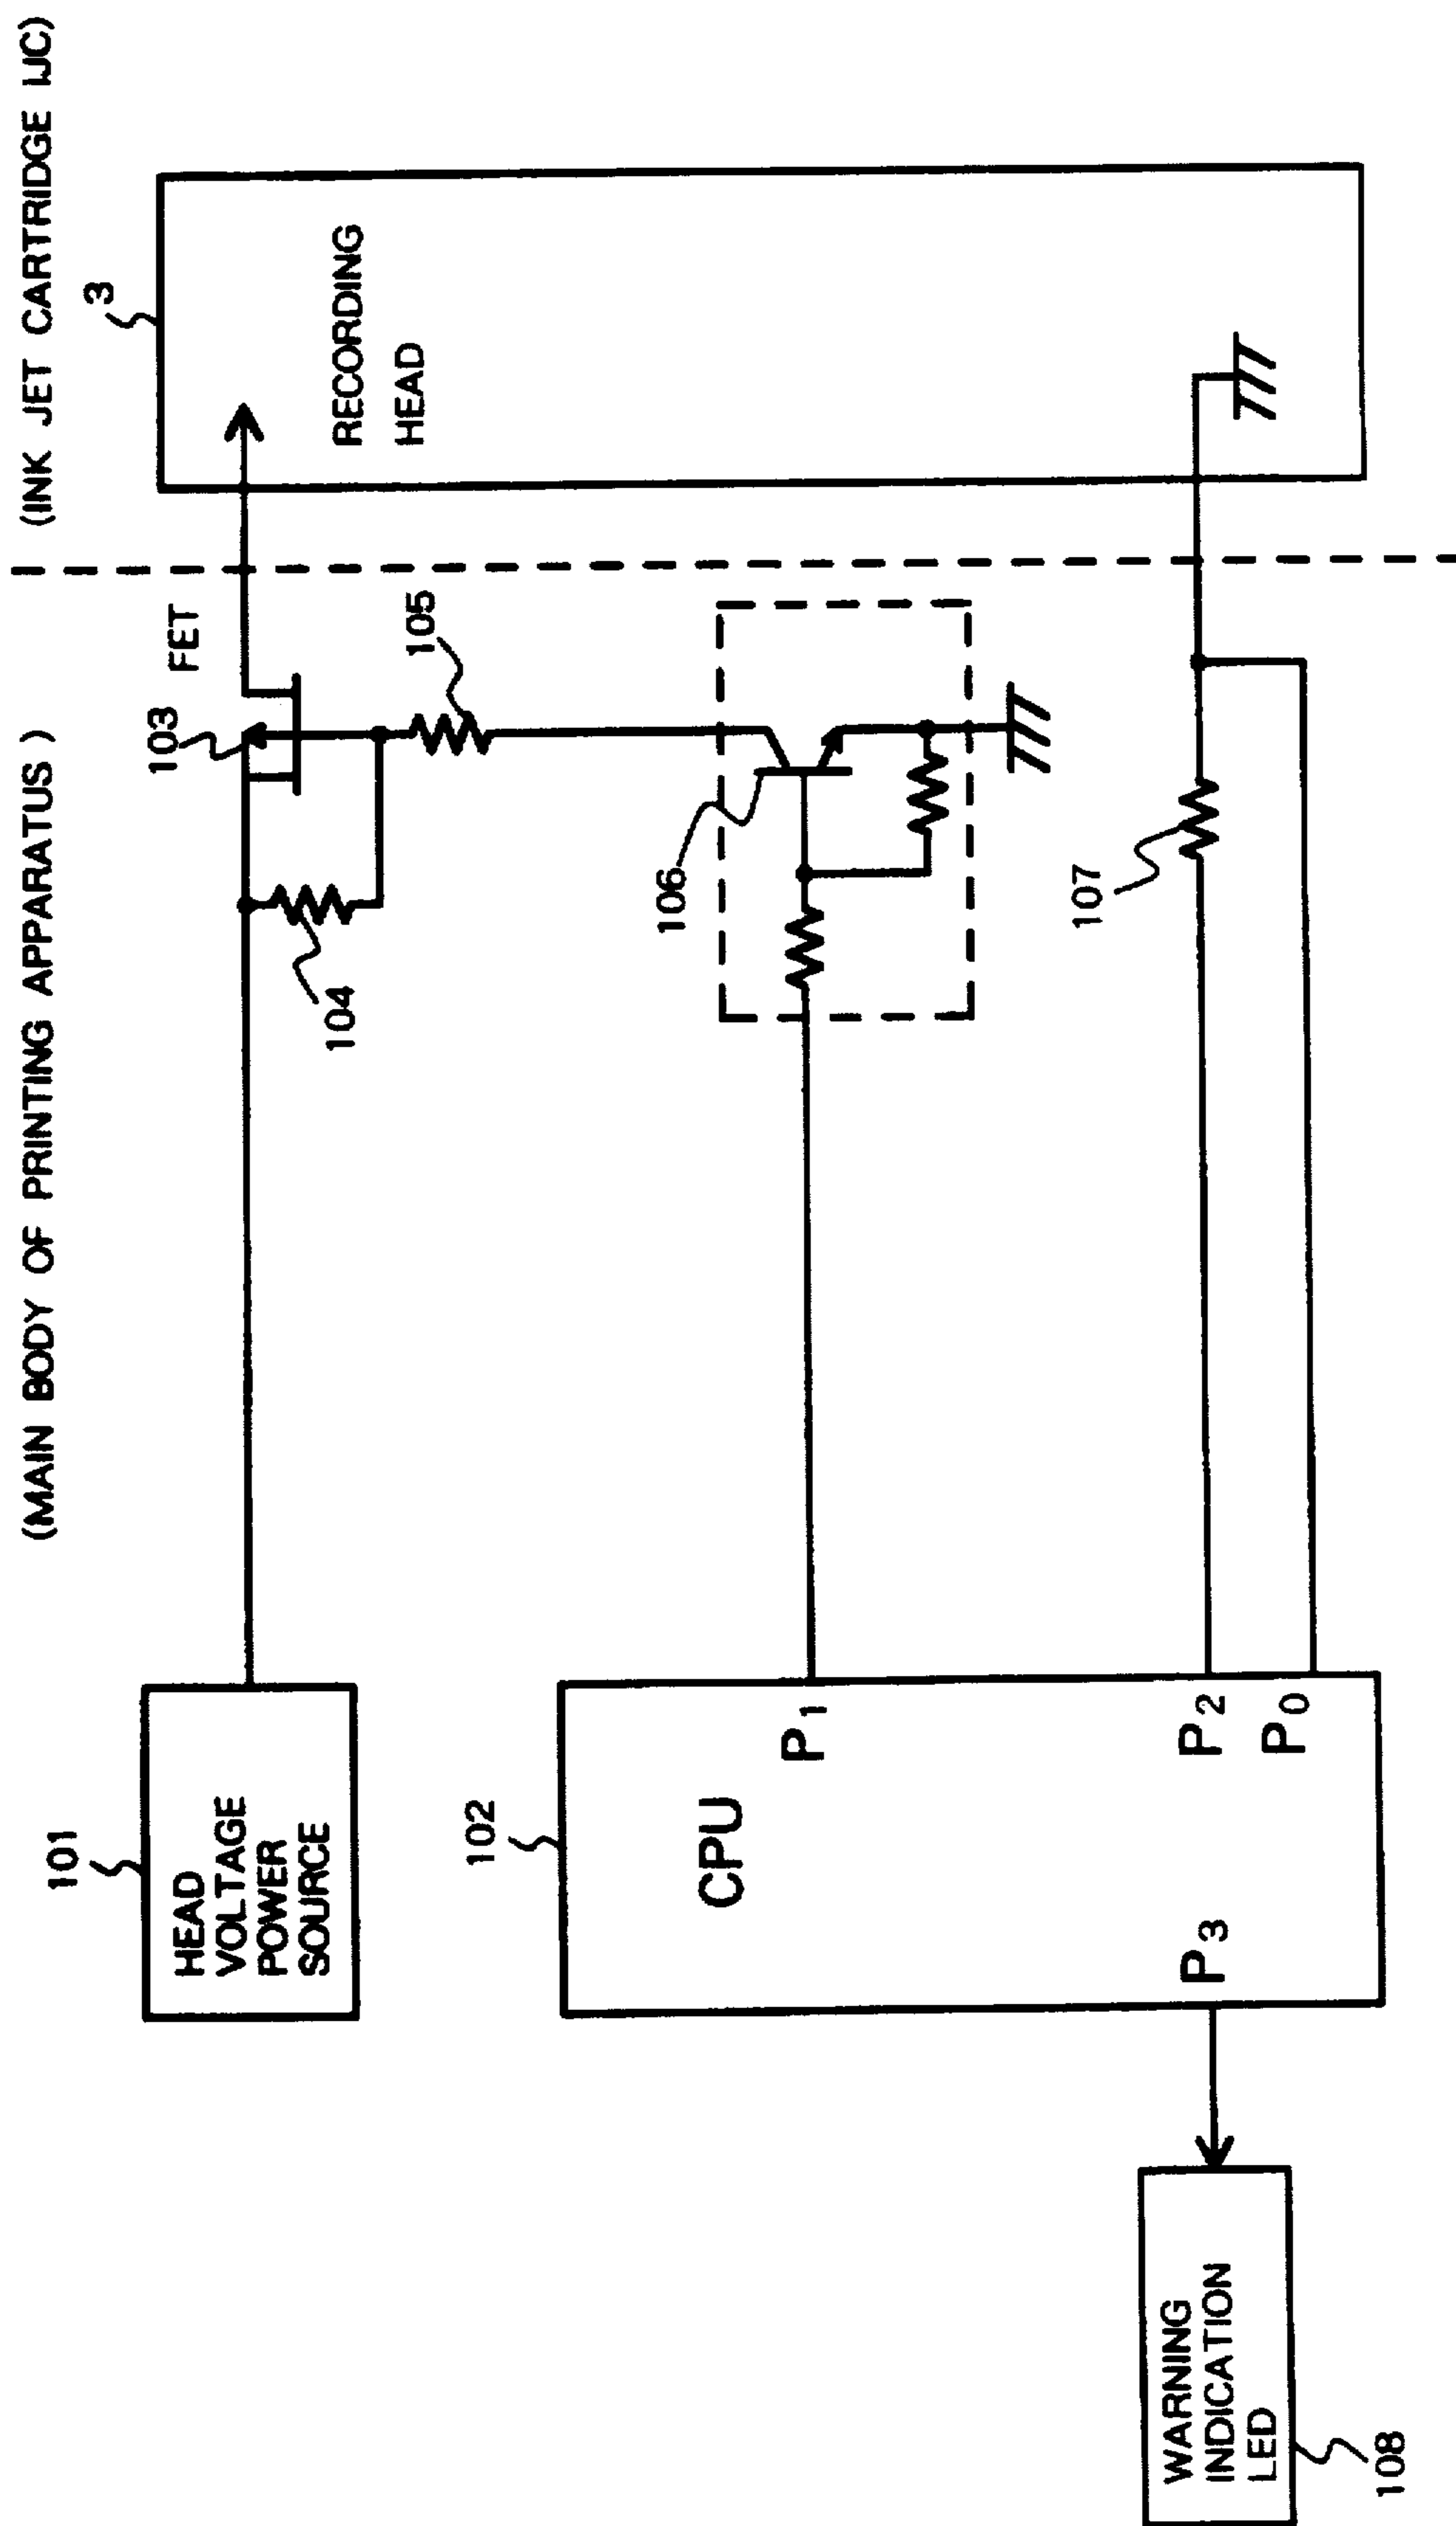 (MAIN BODY OF PRINTING APPARATUS)
(INK JET CARTRIDGE IJC)
101
HEAD
VOLTAGE
POWER
SOURCE
103
FET
104
105
3
RECORDING
HEAD
102
CPU
P1
P2
P0
P3
106
107
WARNING
INDICATION
LED
108